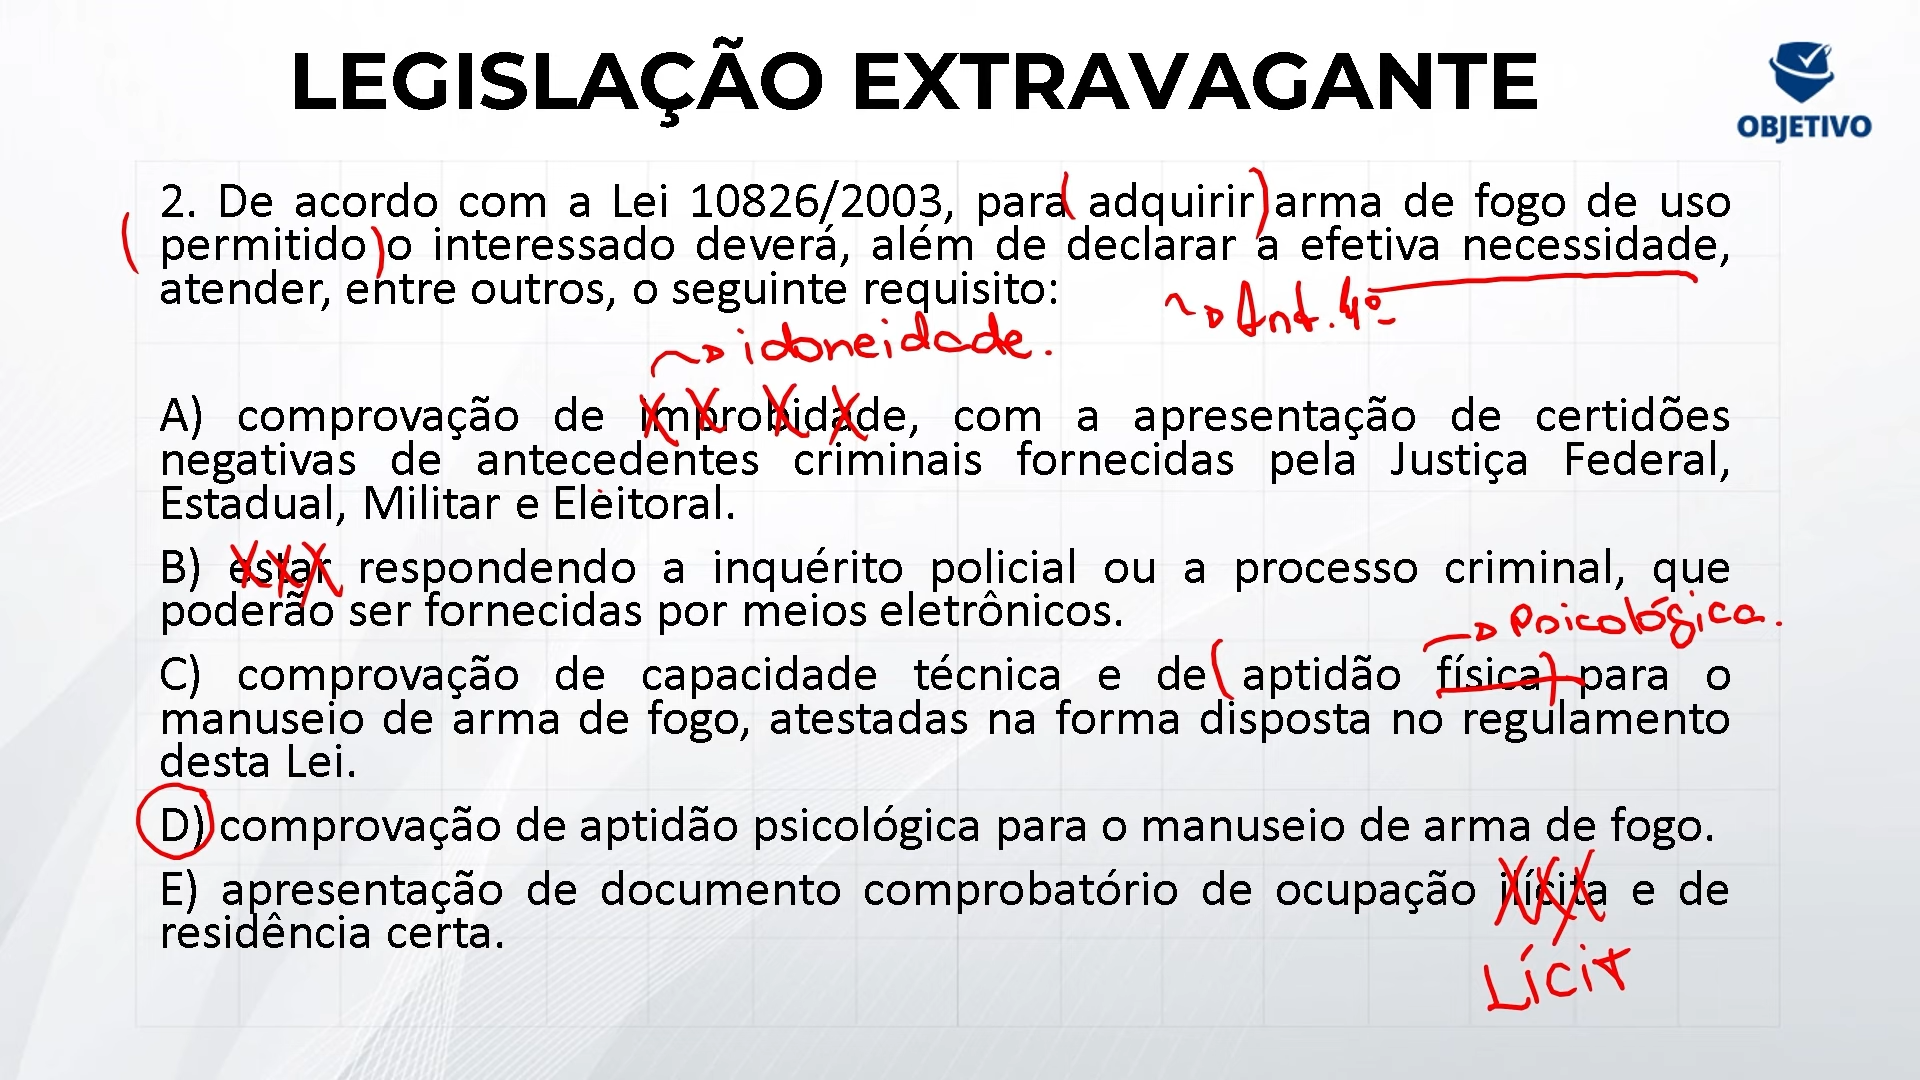 LEGISLAÇÃO EXTRAVAGANTE
OBJETIVO
2. De acordo com a Lei 10826/2003, para adquirir arma de fogo de uso
permitido o interessado deverá, além de declarar a efetiva necessidade,
atender, entre outros, o seguinte requisito:
Art. 4º
idoneidade.
A) comprovação de improbidade, com a apresentação de certidões
negativas de antecedentes criminais fornecidas pela Justiça Federal,
Estadual, Militar e Eleitoral.
B) estar respondendo a inquérito policial ou a processo criminal, que
poderão ser fornecidas por meios eletrônicos.
Psicológica.
C) comprovação de capacidade técnica e de aptidão física para o
manuseio de arma de fogo, atestadas na forma disposta no regulamento
desta Lei.
D) comprovação de aptidão psicológica para o manuseio de arma de fogo.
E) apresentação de documento comprobatório de ocupação ilícita e de
residência certa.
Lícit